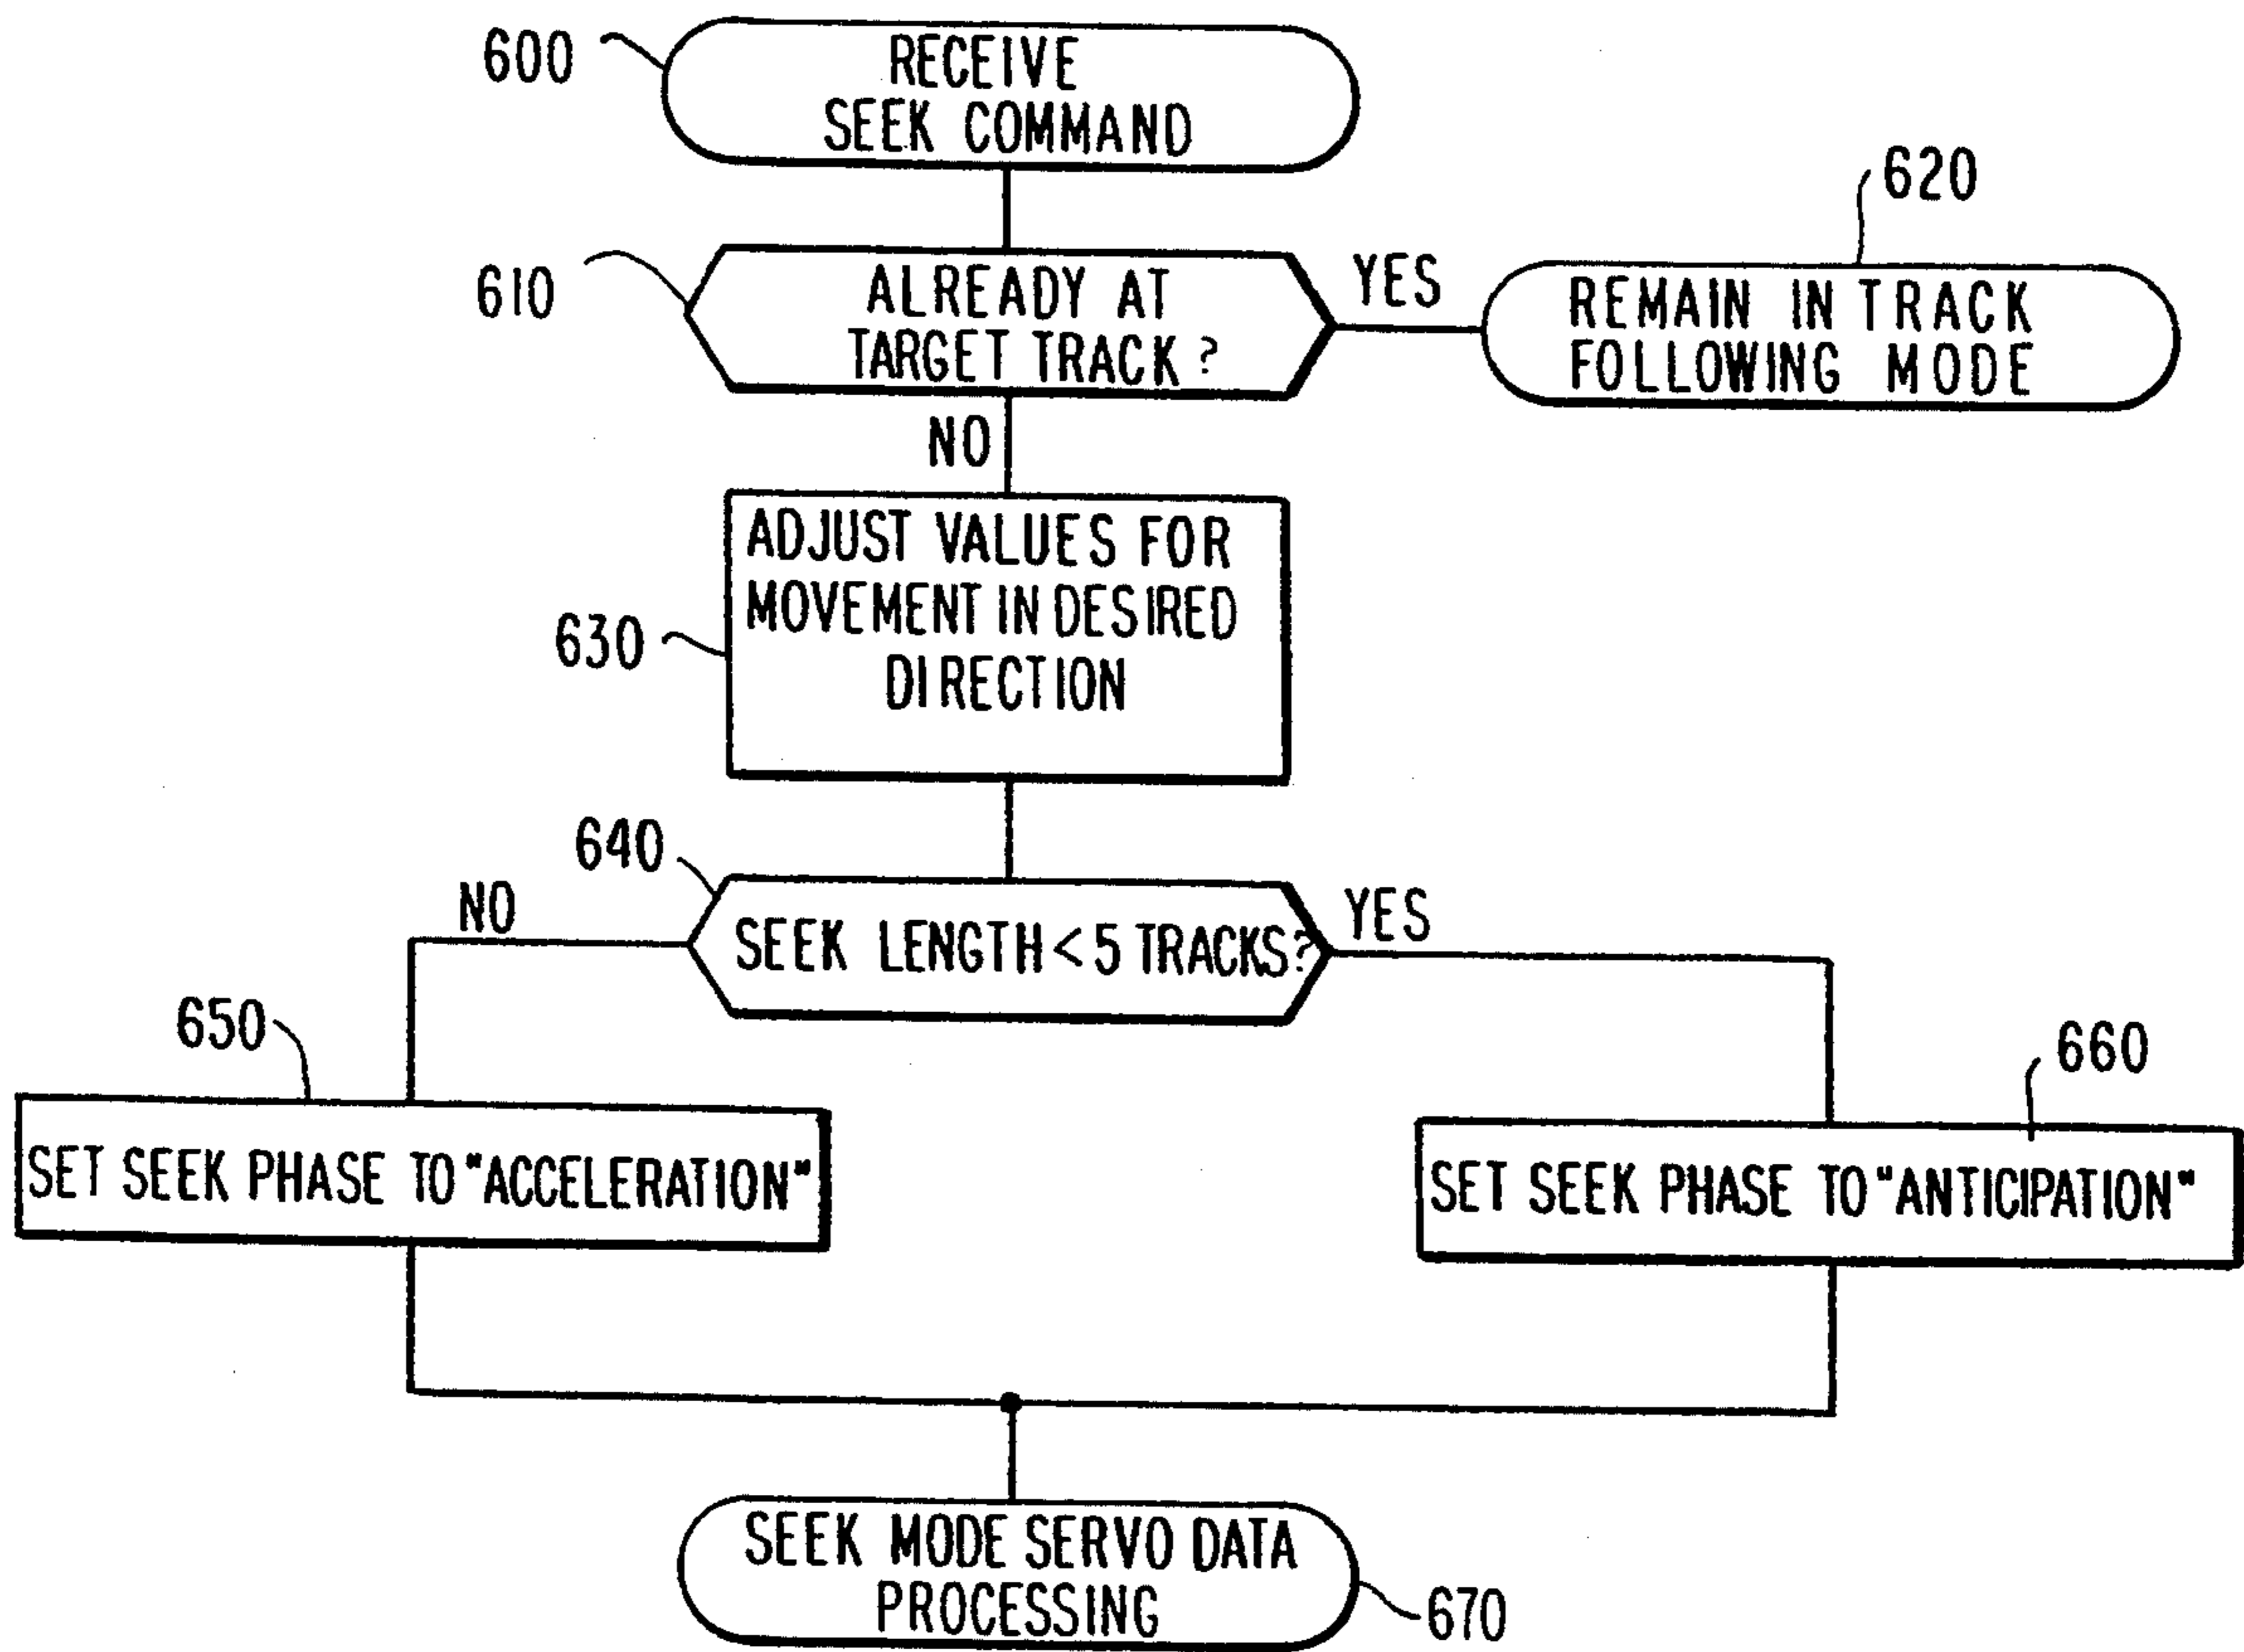 600
RECEIVE
SEEK COMMAND
620
610
ALREADY AT
TARGET TRACK?
YES
REMAIN IN TRACK
FOLLOWING MODE
NO
ADJUST VALUES FOR
MOVEMENT IN DESIRED
DIRECTION
630
640
NO
SEEK LENGTH < 5 TRACKS?
YES
650
660
SET SEEK PHASE TO "ACCELERATION"
SET SEEK PHASE TO "ANTICIPATION"
SEEK MODE SERVO DATA
PROCESSING
670